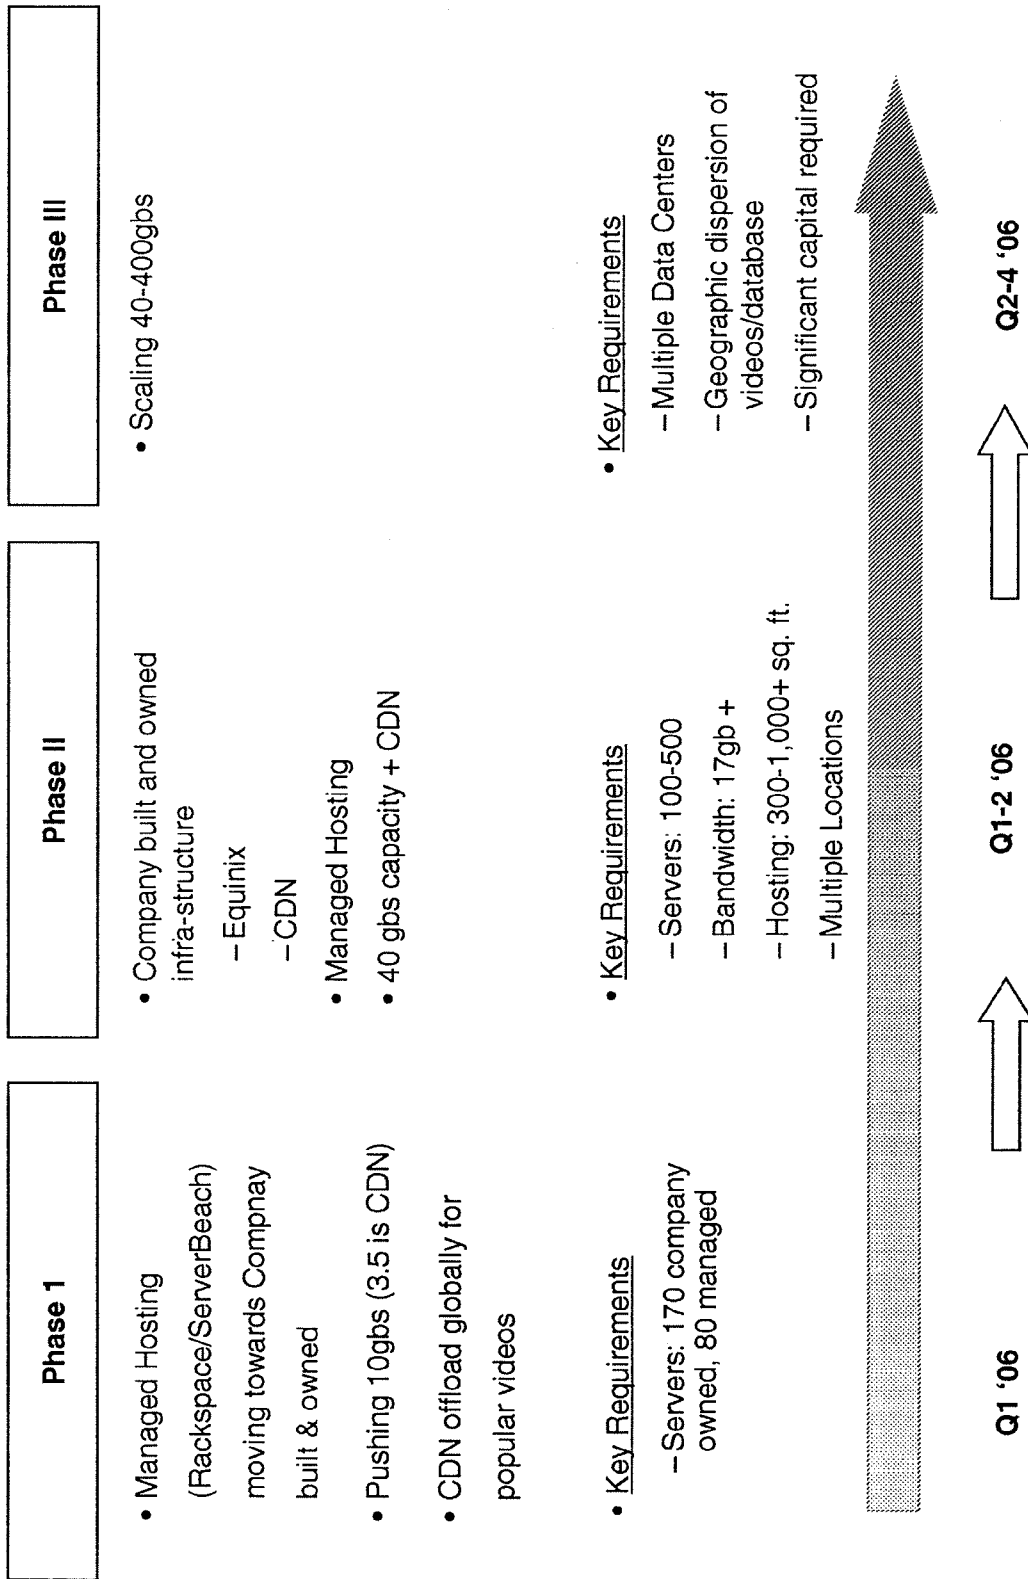 Phase 1
• Managed Hosting
(Rackspace/ServerBeach)
moving towards Compnay
built & owned
• Pushing 10gbs (3.5 is CDN)
• CDN offload globally for
popular videos
• Key Requirements
– Servers: 170 company
owned, 80 managed
Q1 ‘06
Phase II
• Company built and owned
infra-structure
– Equinix
– CDN
• Managed Hosting
• 40 gbs capacity + CDN
• Key Requirements
– Servers: 100-500
– Bandwidth: 17gb +
– Hosting: 300-1,000+ sq. ft.
– Multiple Locations
Q1-2 ‘06
Phase III
• Scaling 40-400gbs
• Key Requirements
– Multiple Data Centers
– Geographic dispersion of
videos/database
– Significant capital required
Q2-4 ‘06